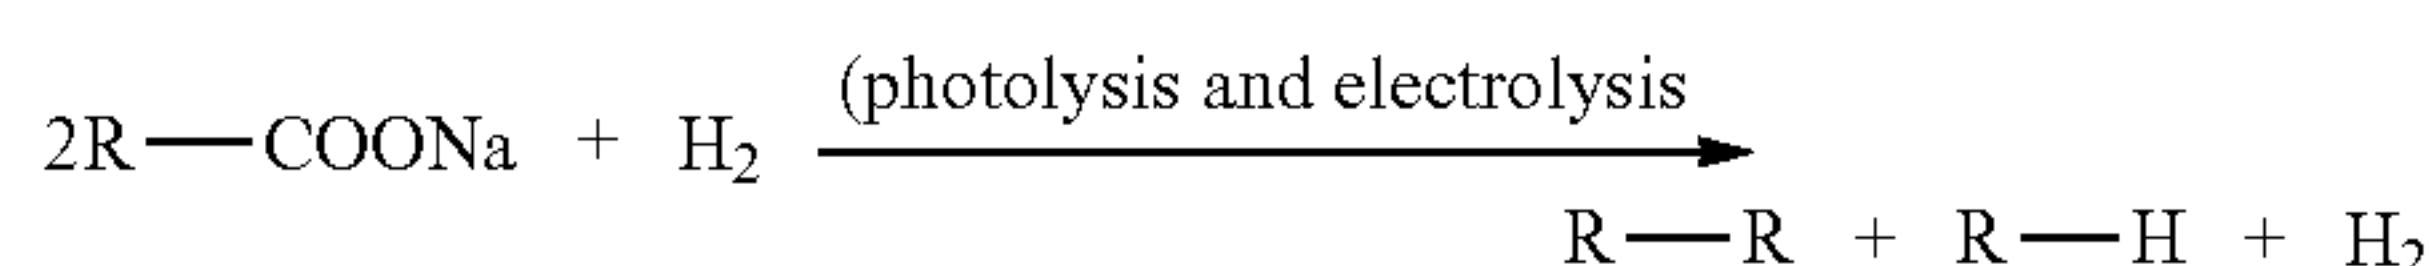 (photolysis and electrolysis
2R—COONa + H₂
R—R + R—H + H₂